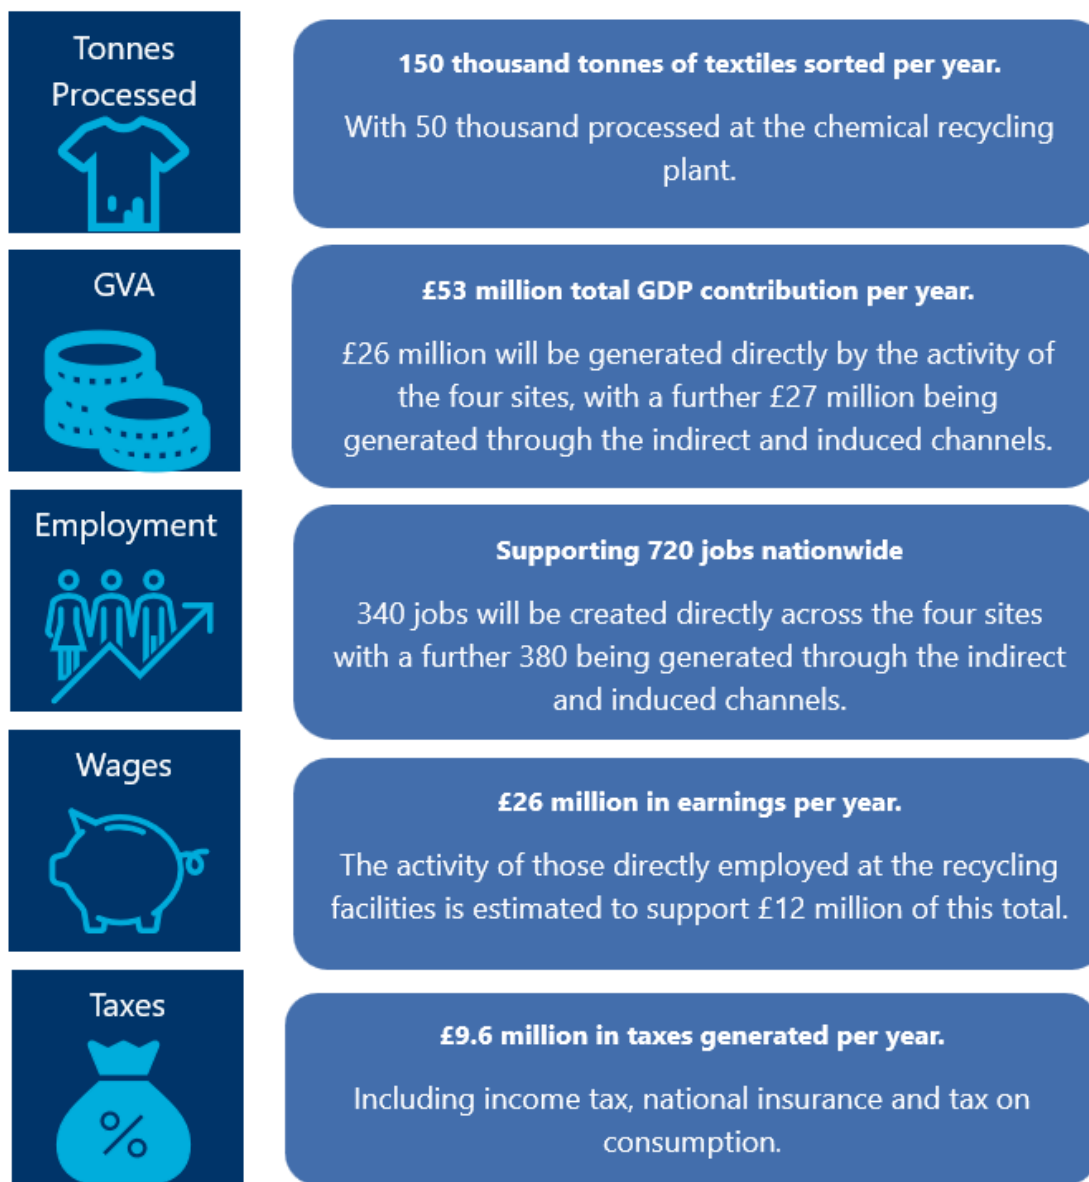 Tonnes
Processed
150 thousand tonnes of textiles sorted per year.
With 50 thousand processed at the chemical recycling
plant.
GVA
£53 million total GDP contribution per year.
£26 million will be generated directly by the activity of
the four sites, with a further £27 million being
generated through the indirect and induced channels.
Employment
Supporting 720 jobs nationwide
340 jobs will be created directly across the four sites
with a further 380 being generated through the indirect
and induced channels.
Wages
£26 million in earnings per year.
The activity of those directly employed at the recycling
facilities is estimated to support £12 million of this total.
Taxes
%
£9.6 million in taxes generated per year.
Including income tax, national insurance and tax on
consumption.